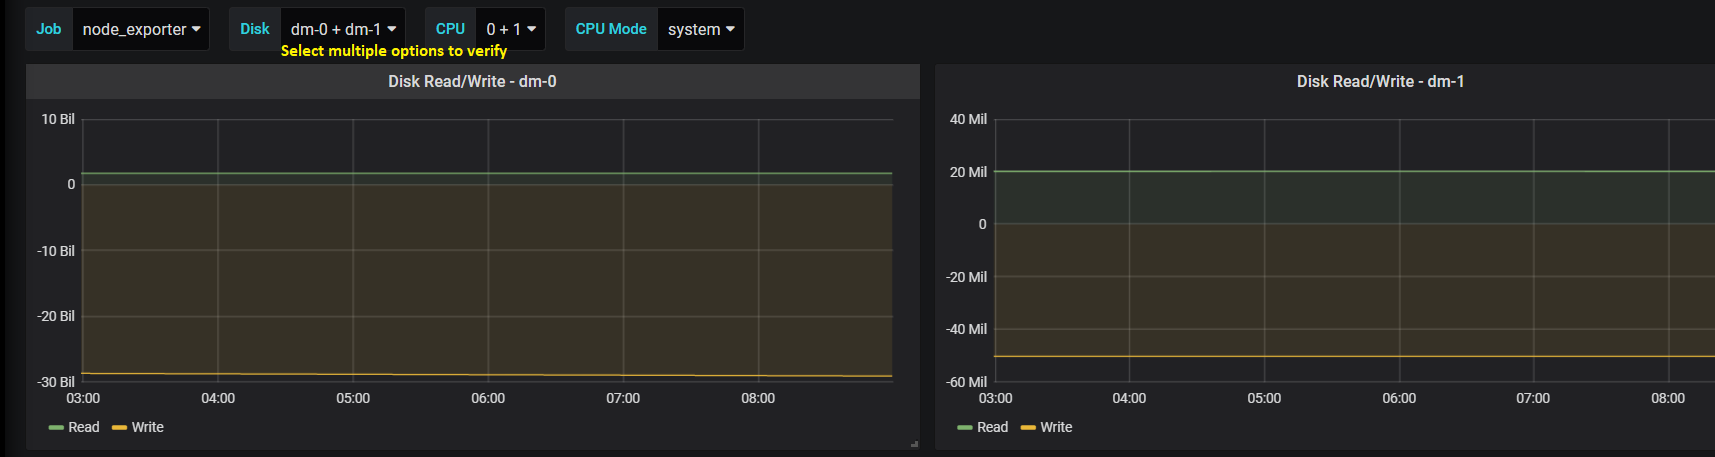 Job node_exporter Disk dm-0 + dm-1 CPU 0 + 1 CPU Mode system
Select multiple options to verify
Disk Read/Write - dm-0
10 Bil
0
-10 Bil
-20 Bil
-30 Bil
03:00 04:00 05:00 06:00 07:00 08:00
Read Write
Disk Read/Write - dm-1
40 Mil
20 Mil
0
-20 Mil
-40 Mil
-60 Mil
03:00 04:00 05:00 06:00 07:00 08:00
Read Write